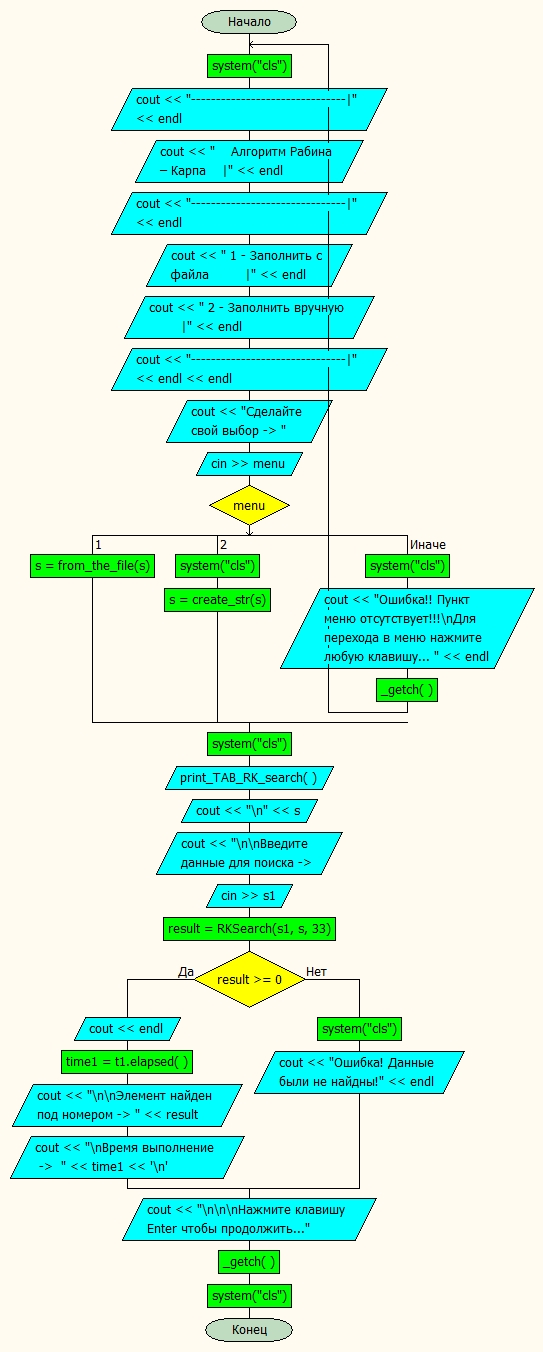 Начало
system("cls")
cout << "-------------------------------|"
<< endl
cout << "    Алгоритм Рабина
– Карпа    |" << endl
cout << "-------------------------------|"
<< endl
cout << " 1 - Заполнить с
файла         |" << endl
cout << " 2 - Заполнить вручную
|" << endl
cout << "-------------------------------|"
<< endl << endl
cout << "Сделайте
свой выбор -> "
cin >> menu
menu
1
2
Иначе
s = from_the_file(s)
system("cls")
system("cls")
s = create_str(s)
cout << "Ошибка!! Пункт
меню отсутствует!!!\nДля
перехода в меню нажмите
любую клавишу... " << endl
_getch( )
system("cls")
print_TAB_RK_search( )
cout << "\n" << s
cout << "\n\nВведите
данные для поиска ->
cin >> s1
result = RKSearch(s1, s, 33)
Да
result >= 0
Нет
cout << endl
system("cls")
time1 = t1.elapsed( )
cout << "Ошибка! Данные
были не найдны!" << endl
cout << "\n\nЭлемент найден
под номером -> " << result
cout << "\nВремя выполнение
->  " << time1 << '\n'
cout << "\n\n\nНажмите клавишу
Enter чтобы продолжить..."
_getch( )
system("cls")
Конец